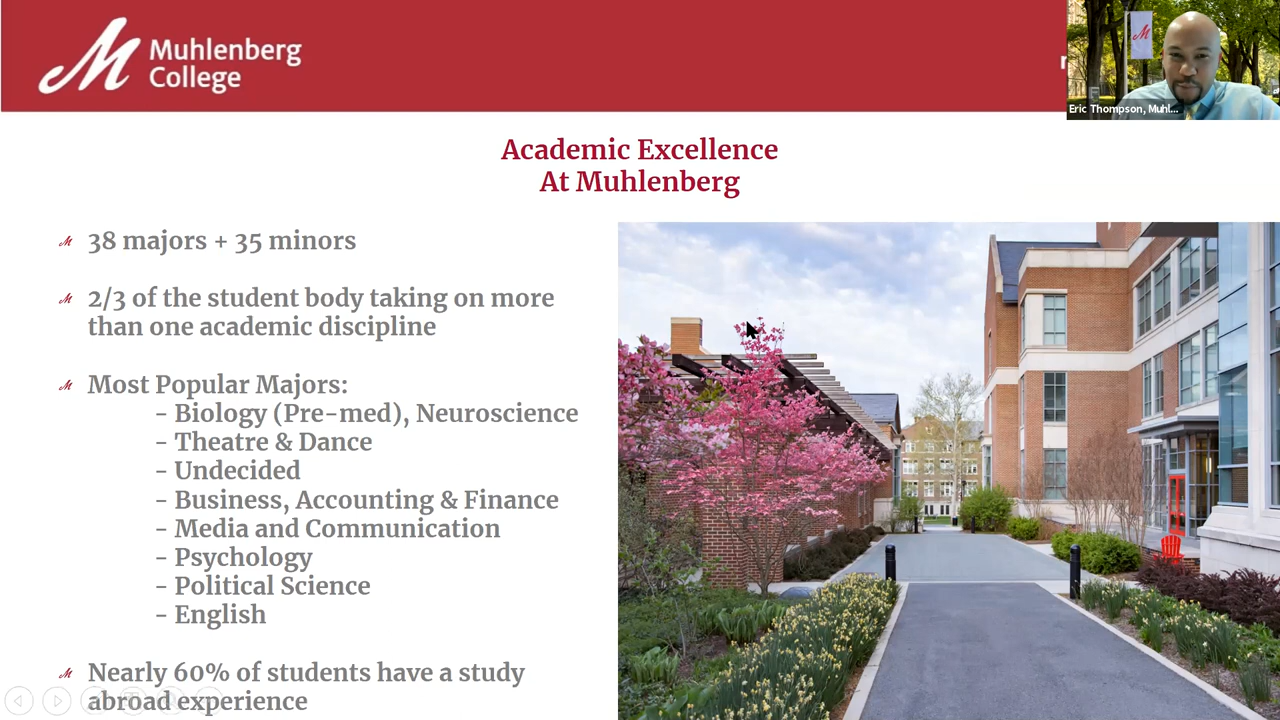 Muhlenberg
College
Eric Thompson, Muhl...
Academic Excellence
At Muhlenberg
38 majors + 35 minors
2/3 of the student body taking on more
than one academic discipline
Most Popular Majors:
- Biology (Pre-med), Neuroscience
- Theatre & Dance
- Undecided
- Business, Accounting & Finance
- Media and Communication
- Psychology
- Political Science
- English
Nearly 60% of students have a study
abroad experience